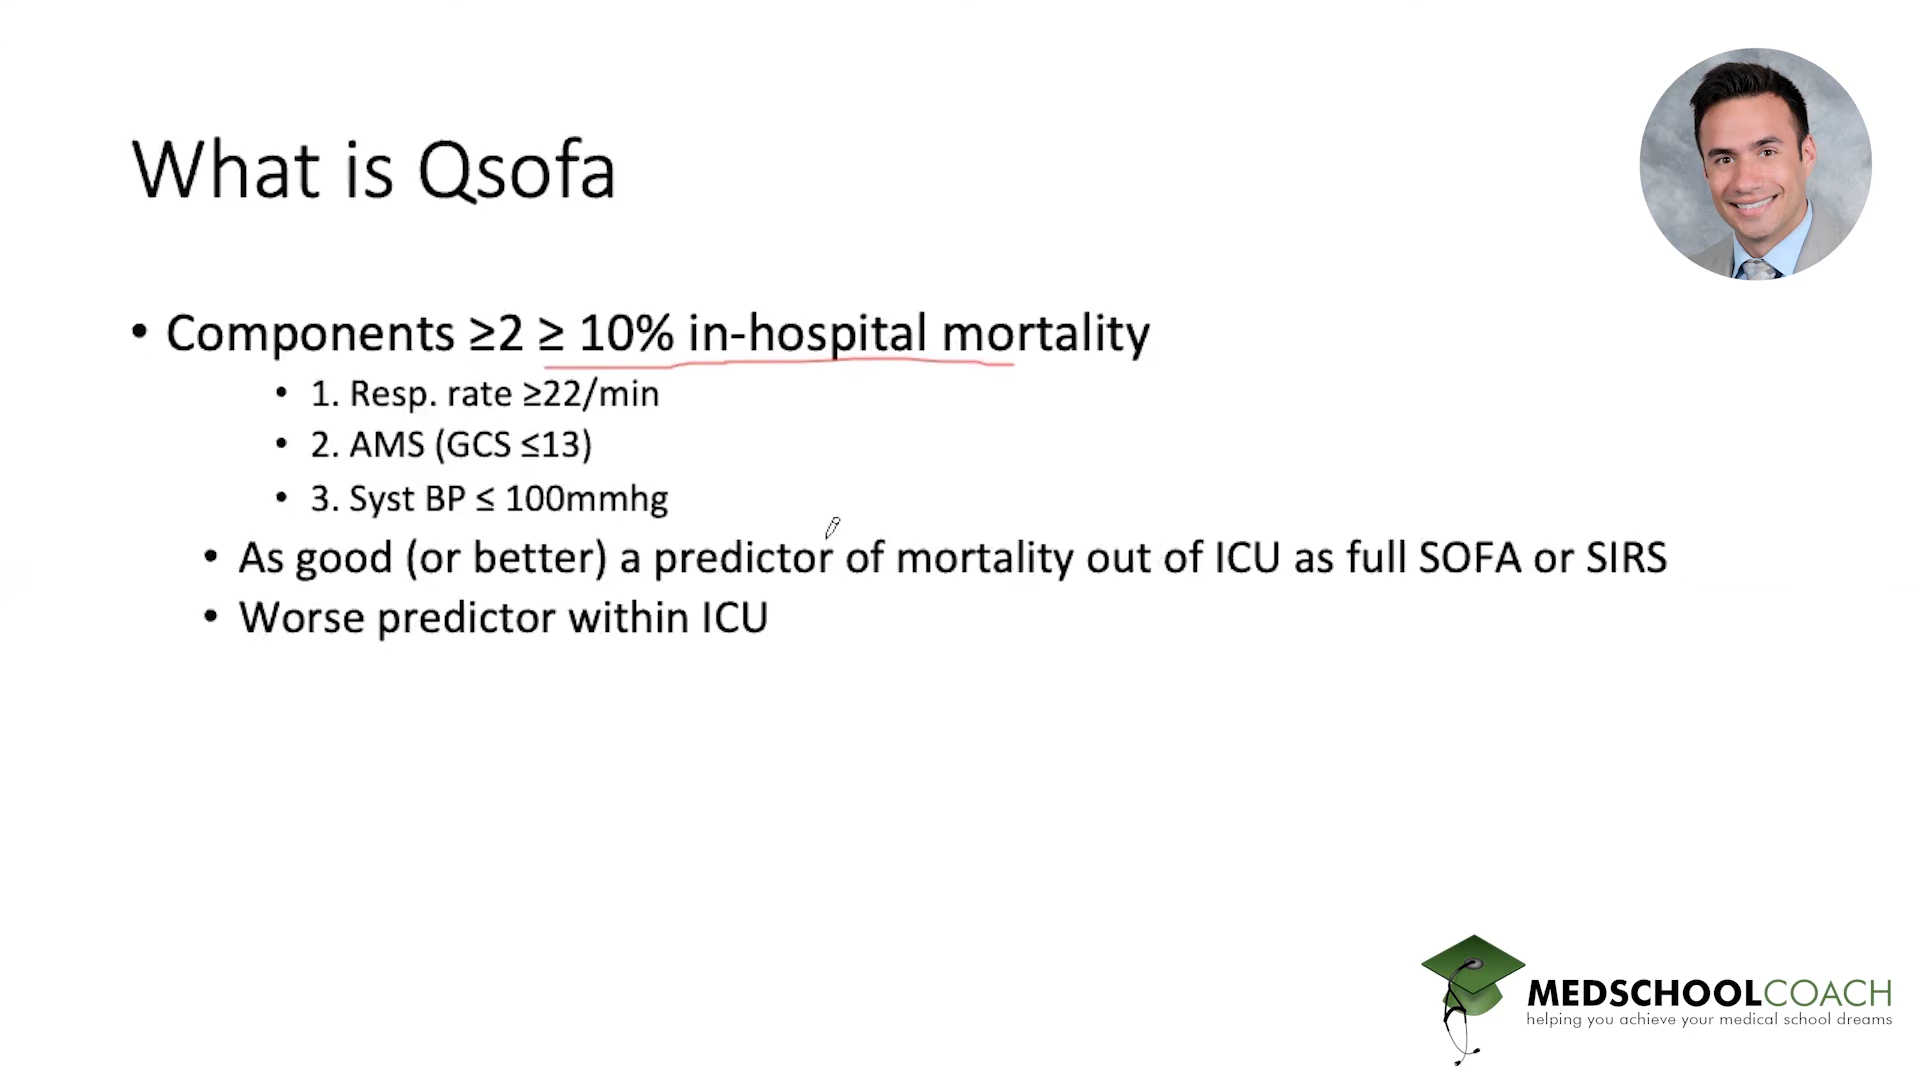 What is Qsofa
• Components ≥2 ≥ 10% in-hospital mortality
• 1. Resp. rate ≥22/min
• 2. AMS (GCS ≤13)
• 3. Syst BP ≤ 100mmhg
• As good (or better) a predictor of mortality out of ICU as full SOFA or SIRS
• Worse predictor within ICU
MEDSCHOOLCOACH
helping you achieve your medical school dreams